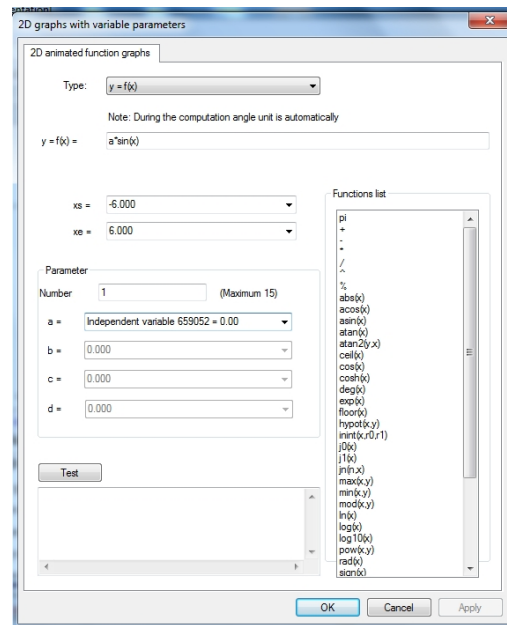 entation]
2D graphs with variable parameters
x
2D animated function graphs
Type:
y = f(x)
Note: During the computation angle unit is automatically
y = f(x) =
a*sin(x)
xs =
-6.000
xe =
6.000
Parameter
Number
1
(Maximum 15)
a =
Independent variable 659052 = 0.00
b =
0.000
c =
0.000
d =
0.000
Test
Functions list
pi
+
-
*
/
^
%
abs(x)
acos(x)
asin(x)
atan(x)
atan2(y,x)
ceil(x)
cos(x)
cosh(x)
deg(x)
exp(x)
floor(x)
hypot(x,y)
inint(x,r0,r1)
j0(x)
j1(x)
jn(n,x)
max(x,y)
min(x,y)
mod(x,y)
ln(x)
log(x)
log10(x)
pow(x,y)
rad(x)
sign(x)
OK
Cancel
Apply